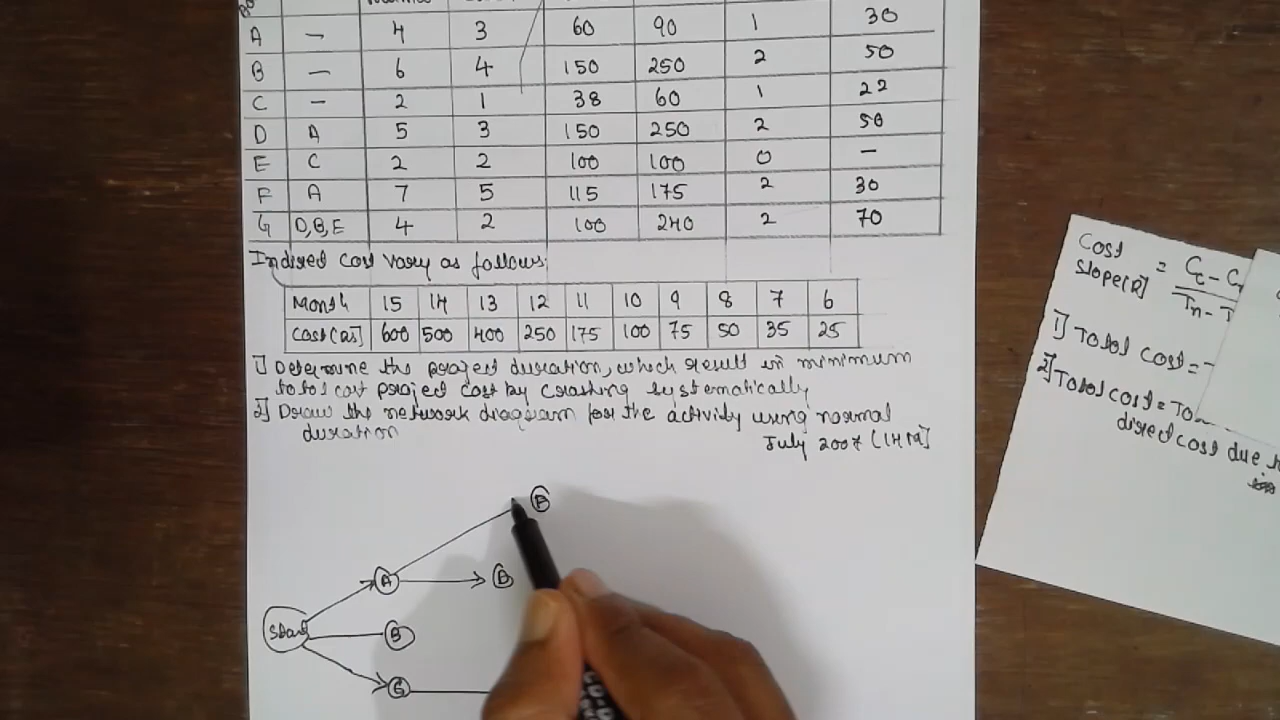 A — 4 3 60 90 1 30
B — 6 4 150 250 2 50
C - 2 1 38 60 1 22
D A 5 3 150 250 2 50
E C 2 2 100 100 0 —
F A 7 5 115 175 2 30
G D,B,E 4 2 100 240 2 70
Indirect cost vary as follows
Month 15 14 13 12 11 10 9 8 7 6
Cost[Rs] 600 500 400 250 175 100 75 50 35 25
1] Determine the project duration, which result in minimum
total cost project cost by crashing systematically
2] Draw the network diagram for the activity using normal
duration
July 2007 [14M]
Start
A
B
Cost
slope[R] = Cc - C
Tn - T
1] Total cost =
2] Total cost = To
direct cost due